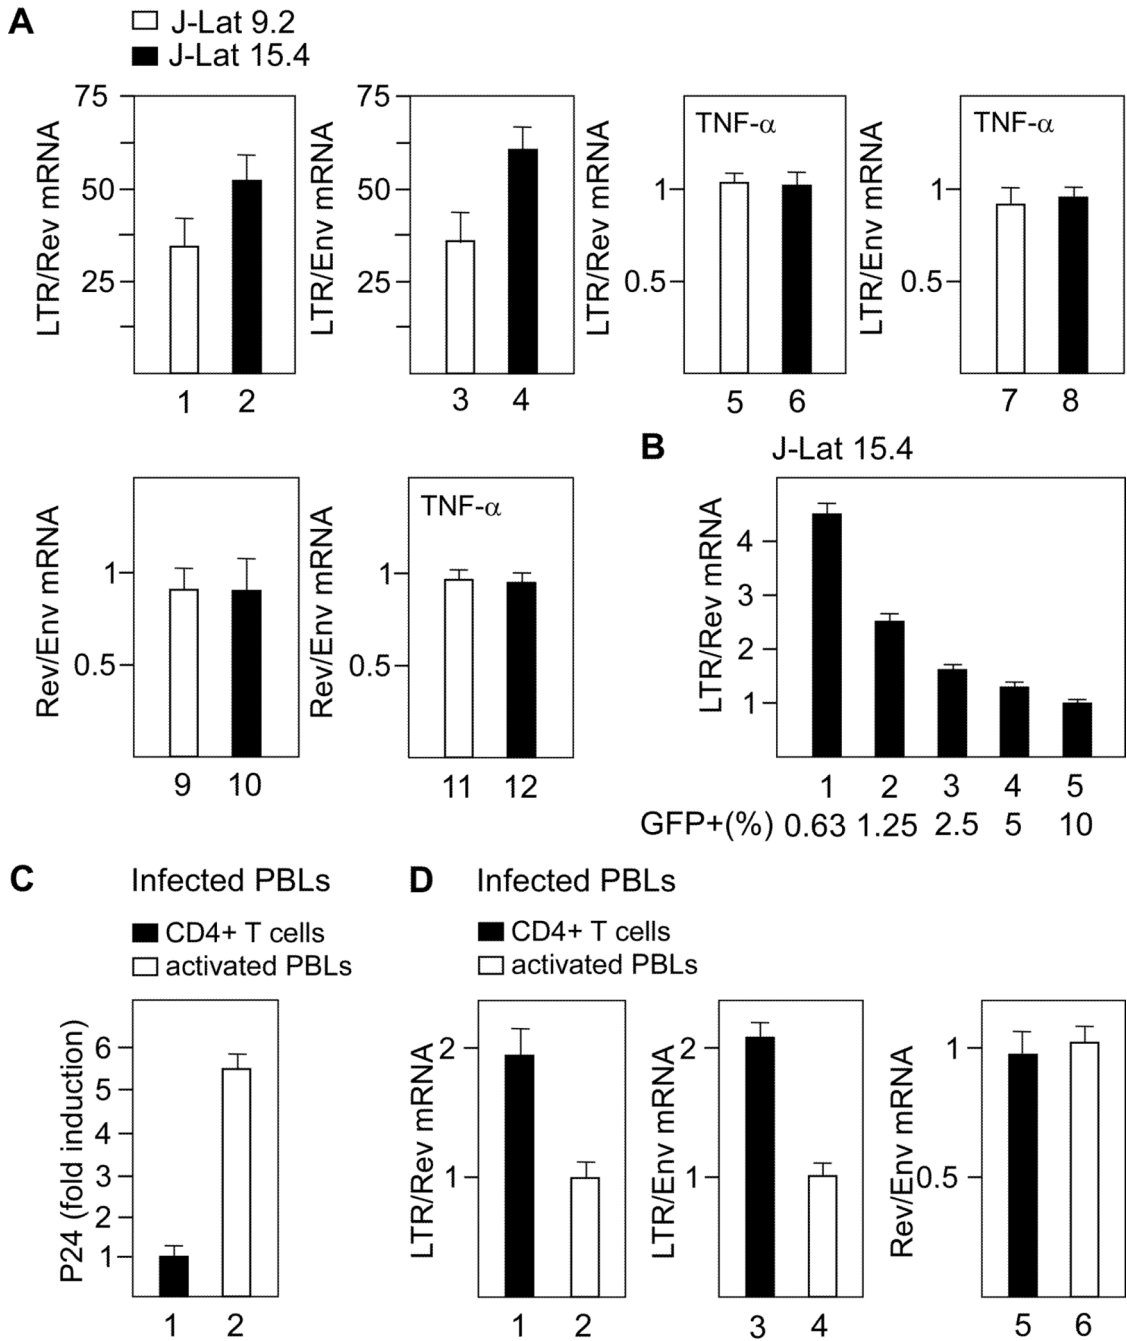 A
J-Lat 9.2
J-Lat 15.4
LTR/Rev mRNA
75
50
25
1 2
LTR/Env mRNA
75
50
25
3 4
LTR/Rev mRNA
TNF-α
1
0.5
5 6
LTR/Env mRNA
TNF-α
1
0.5
7 8
Rev/Env mRNA
1
0.5
9 10
Rev/Env mRNA
TNF-α
1
0.5
11 12
B
J-Lat 15.4
LTR/Rev mRNA
4
3
2
1
1 2 3 4 5
GFP+(%) 0.63 1.25 2.5 5 10
C
Infected PBLs
CD4+ T cells
activated PBLs
P24 (fold induction)
6
5
4
3
2
1
1 2
D
Infected PBLs
CD4+ T cells
activated PBLs
LTR/Rev mRNA
2
1
1 2
LTR/Env mRNA
2
1
3 4
Rev/Env mRNA
1
0.5
5 6